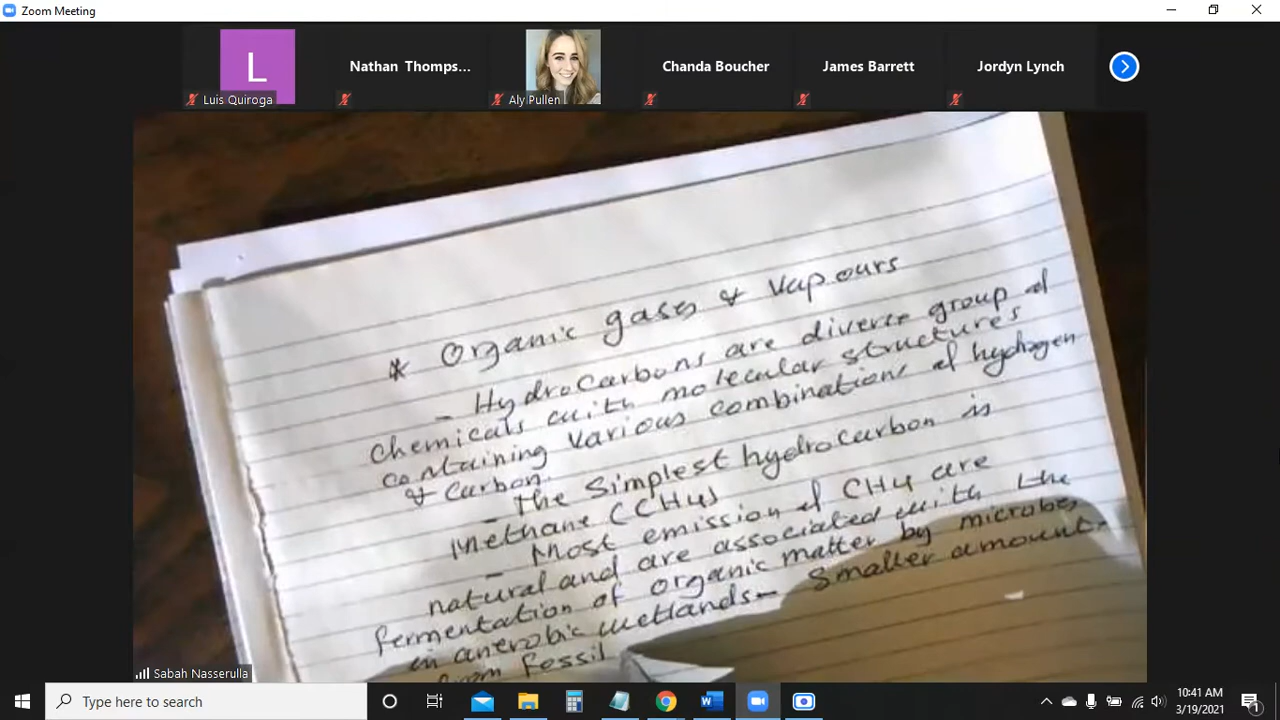 Zoom Meeting
L
Luis Quiroga
Nathan Thomps...
Aly Pullen
Chanda Boucher
James Barrett
Jordyn Lynch
* Organic gases & Vapours
- HydroCarbons are diverse group of
chemicals with molecular structures
containing various combinations of hydrogen
& Carbon.
- The Simplest hydrocarbon is
Methane (CH4)
- Most emission of CH4 are
natural and are associated with the
fermentation of organic matter by microbes
in anerobic wetlands - Smaller amount
from Fossil
Sabah Nasserulla
Type here to search
10:41 AM
3/19/2021
1